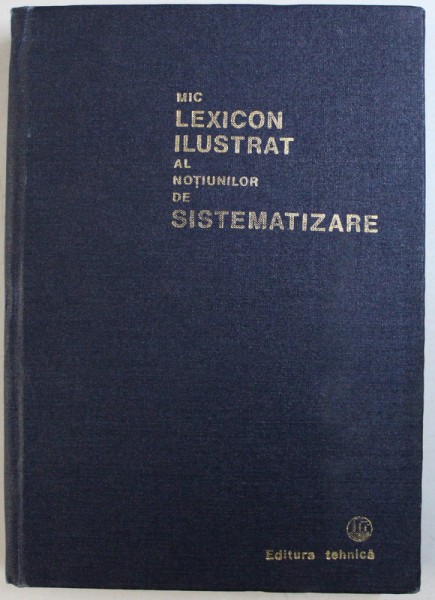 MIC
LEXICON
ILUSTRAT
AL
NOȚIUNILOR
DE
SISTEMATIZARE
Editura tehnică